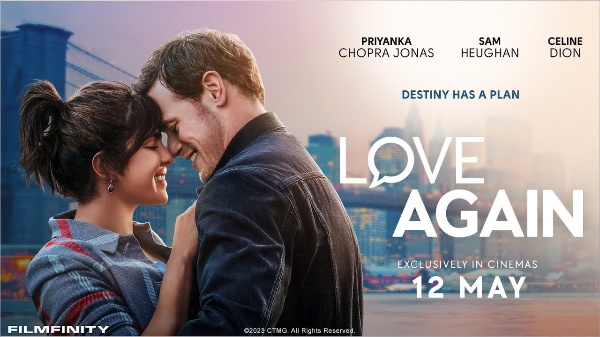 PRIYANKA
CHOPRA JONAS
SAM
HEUGHAN
CELINE
DION
DESTINY HAS A PLAN
LOVE
AGAIN
EXCLUSIVELY IN CINEMAS
12 MAY
FILMFINITY
©2023 CTMG. All Rights Reserved.